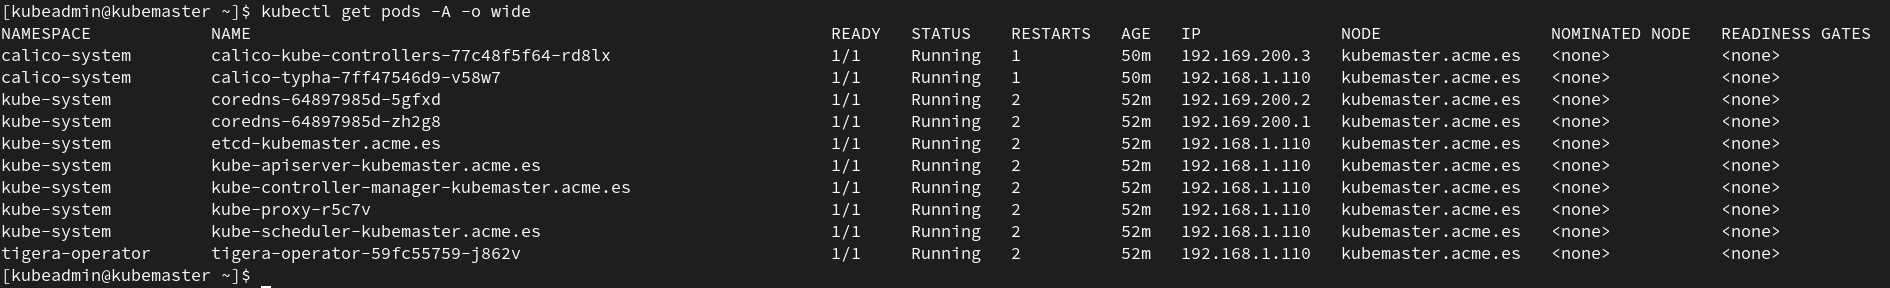 [kubeadmin@kubemaster ~]$ kubectl get pods -A -o wide
NAMESPACE NAME READY STATUS RESTARTS AGE IP NODE NOMINATED NODE READINESS GATES
calico-system calico-kube-controllers-77c48f5f64-rd8lx 1/1 Running 1 50m 192.169.200.3 kubemaster.acme.es <none> <none>
calico-system calico-typha-7ff47546d9-v58w7 1/1 Running 1 50m 192.168.1.110 kubemaster.acme.es <none> <none>
kube-system coredns-64897985d-5gfxd 1/1 Running 2 52m 192.169.200.2 kubemaster.acme.es <none> <none>
kube-system coredns-64897985d-zh2g8 1/1 Running 2 52m 192.169.200.1 kubemaster.acme.es <none> <none>
kube-system etcd-kubemaster.acme.es 1/1 Running 2 52m 192.168.1.110 kubemaster.acme.es <none> <none>
kube-system kube-apiserver-kubemaster.acme.es 1/1 Running 2 52m 192.168.1.110 kubemaster.acme.es <none> <none>
kube-system kube-controller-manager-kubemaster.acme.es 1/1 Running 2 52m 192.168.1.110 kubemaster.acme.es <none> <none>
kube-system kube-proxy-r5c7v 1/1 Running 2 52m 192.168.1.110 kubemaster.acme.es <none> <none>
kube-system kube-scheduler-kubemaster.acme.es 1/1 Running 2 52m 192.168.1.110 kubemaster.acme.es <none> <none>
tigera-operator tigera-operator-59fc55759-j862v 1/1 Running 2 52m 192.168.1.110 kubemaster.acme.es <none> <none>
[kubeadmin@kubemaster ~]$